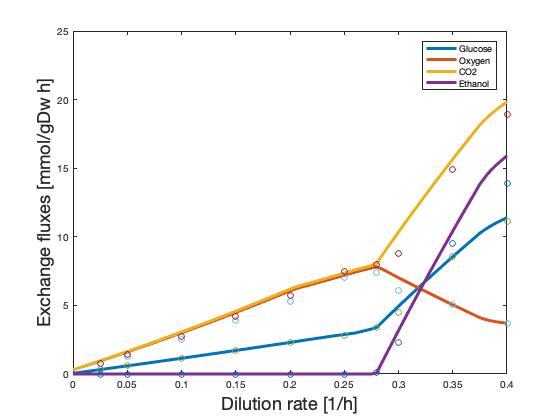 Exchange fluxes [mmol/gDw h]
25
20
15
10
5
0
Glucose
Oxygen
CO2
Ethanol
0 0.05 0.1 0.15 0.2 0.25 0.3 0.35 0.4
Dilution rate [1/h]